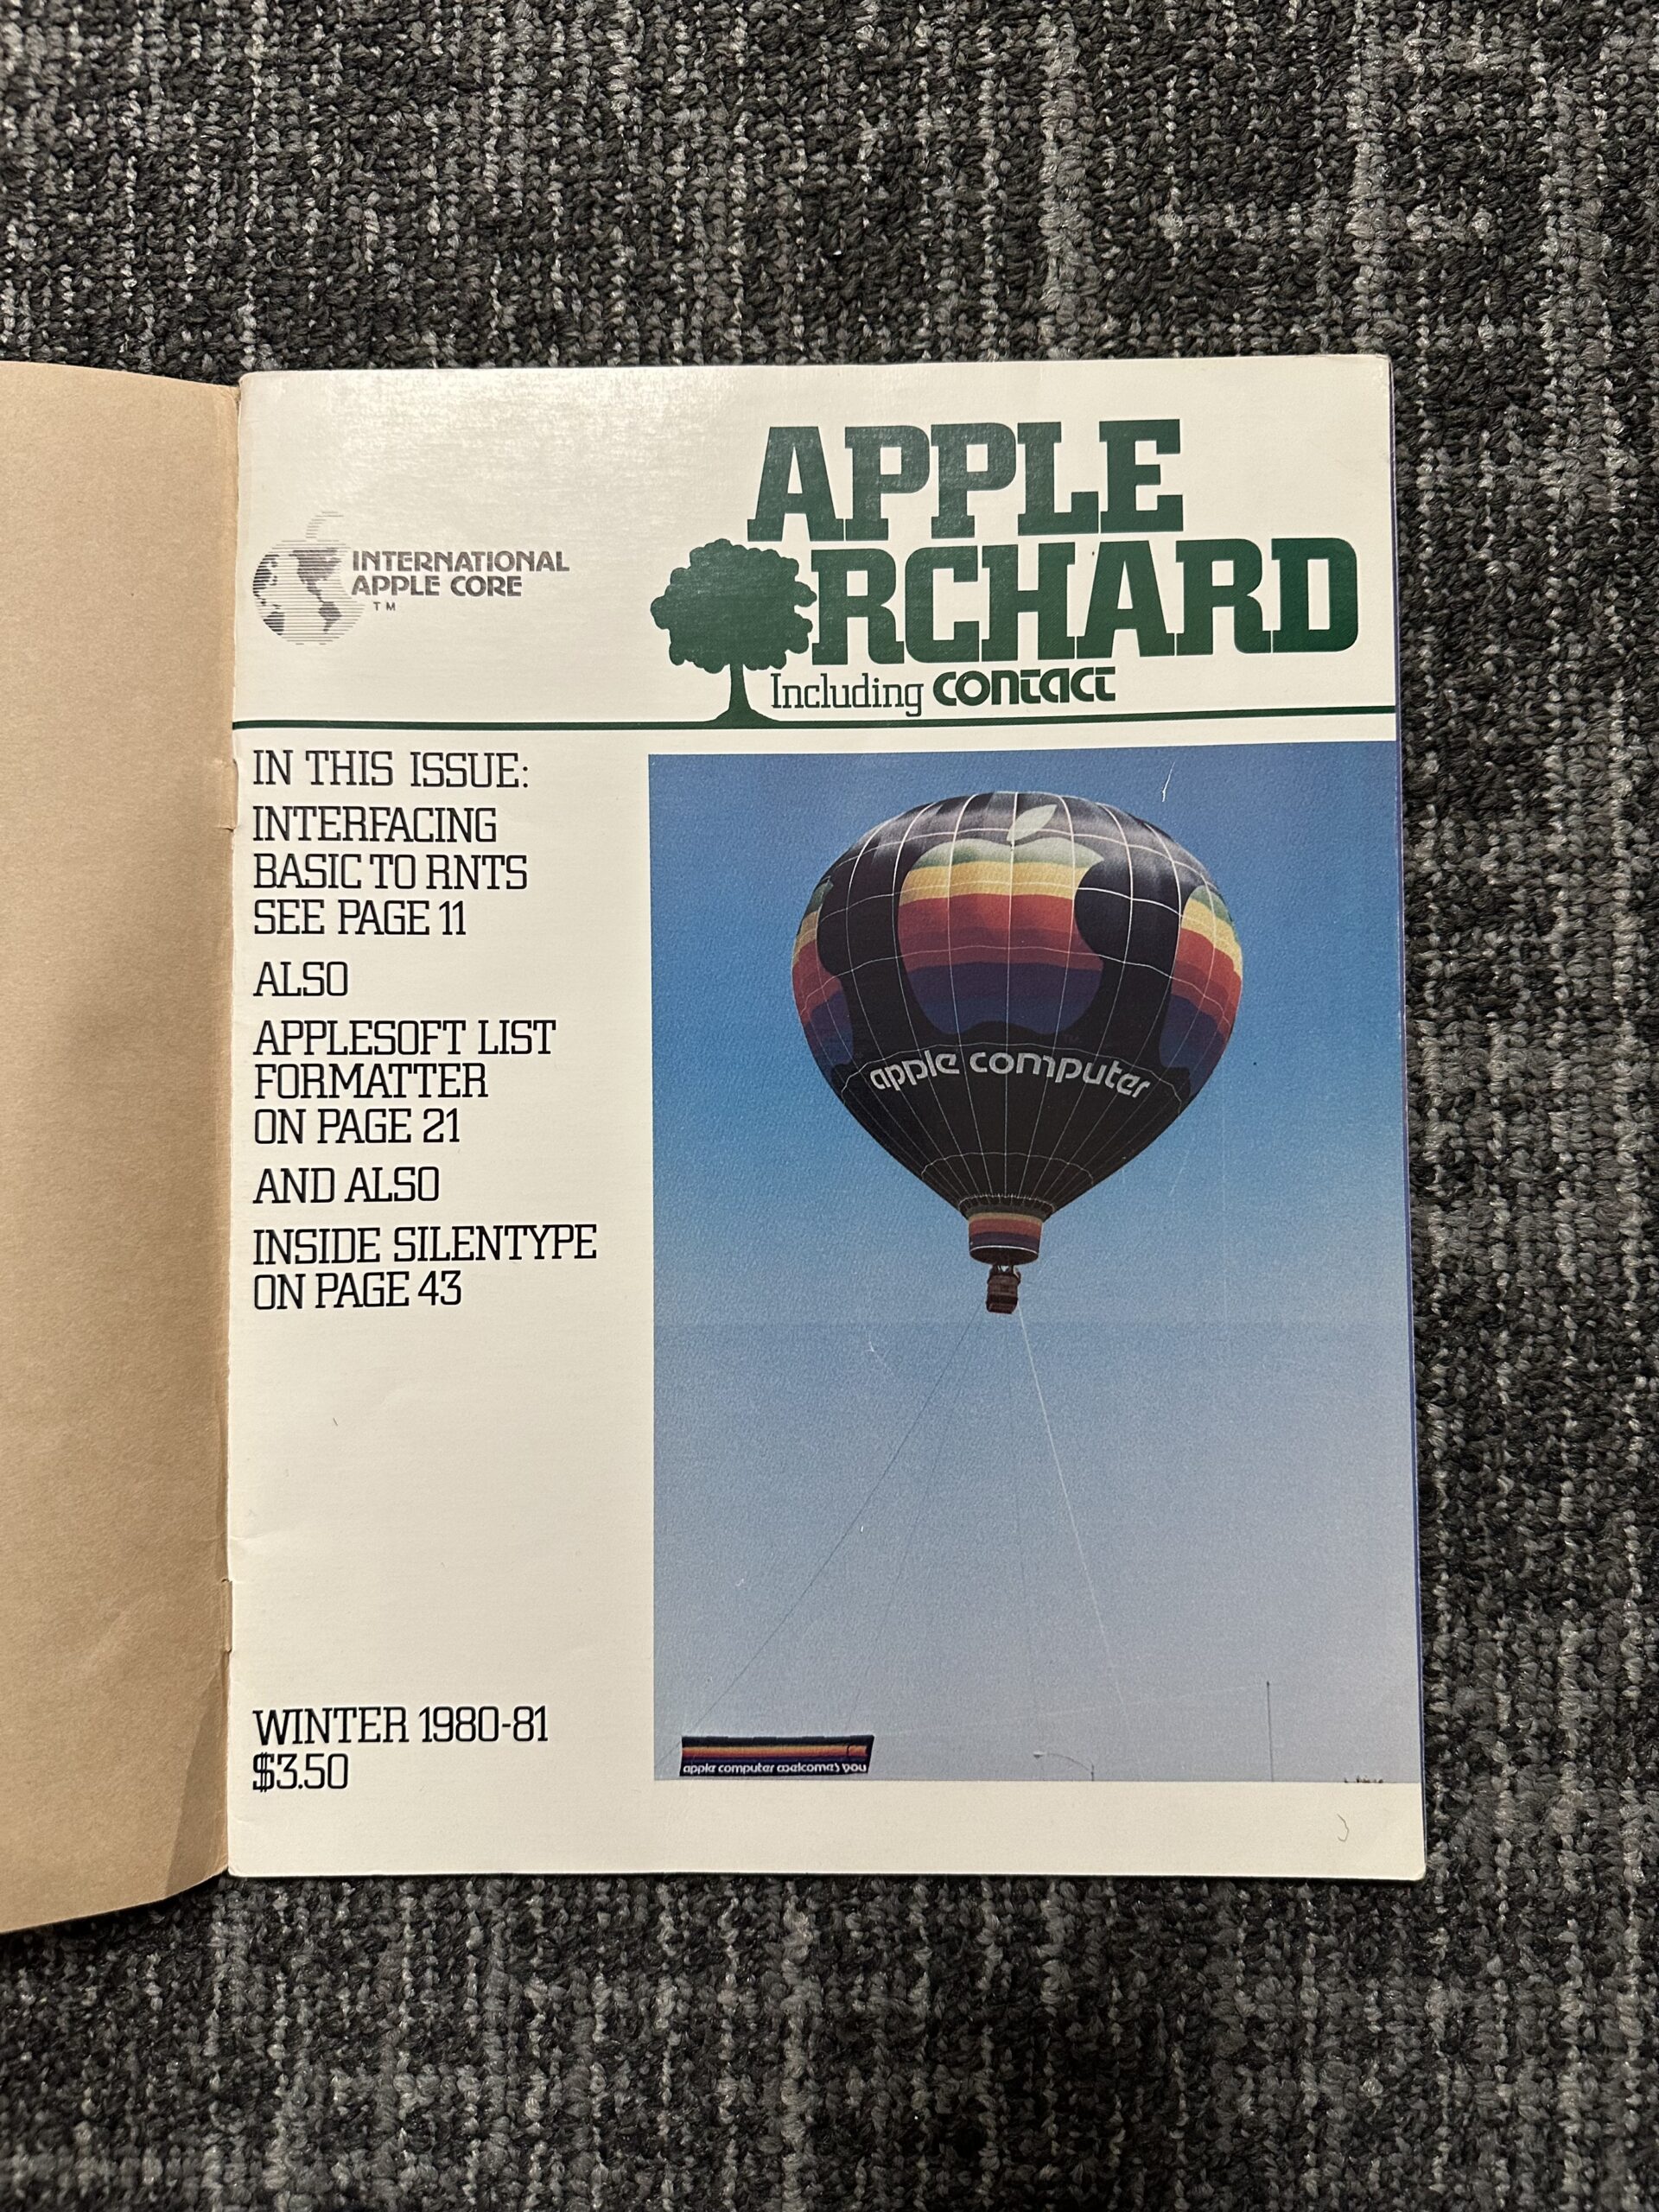 INTERNATIONAL
APPLE CORE
TM
APPLE
ORCHARD
Including contact
IN THIS ISSUE:
INTERFACING
BASIC TO RNTS
SEE PAGE 11
ALSO
APPLESOFT LIST
FORMATTER
ON PAGE 21
AND ALSO
INSIDE SILENTYPE
ON PAGE 43
WINTER 1980-81
$3.50
apple computer
apple computer welcomes you